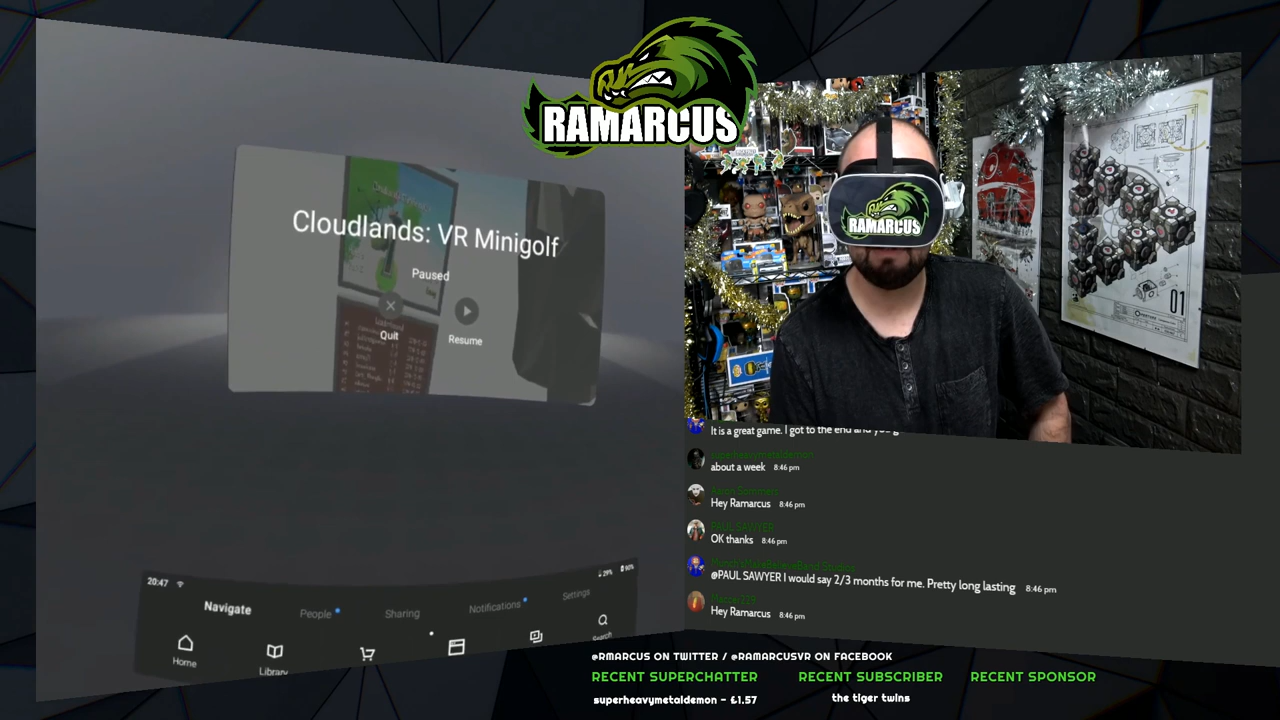 RAMARCUS
Cloudlands: VR Minigolf
Paused
Quit
Resume
RAMARCUS
01
It is a great game. I got to the end and
superheavymetaldemon
about a week 8:46 pm
Hey Ramarcus 8:46 pm
PAUL SAWYER
OK thanks 8:46 pm
@PAUL SAWYER I would say 2/3 months for me. Pretty long lasting 8:46 pm
Hey Ramarcus 8:46 pm
20:47
29%
90%
Navigate
People
Sharing
Notifications
Settings
Home
Library
Search
@RMARCUS ON TWITTER / @RAMARCUSVR ON FACEBOOK
RECENT SUPERCHATTER
RECENT SUBSCRIBER
RECENT SPONSOR
superheavymetaldemon - £1.57
the tiger twins